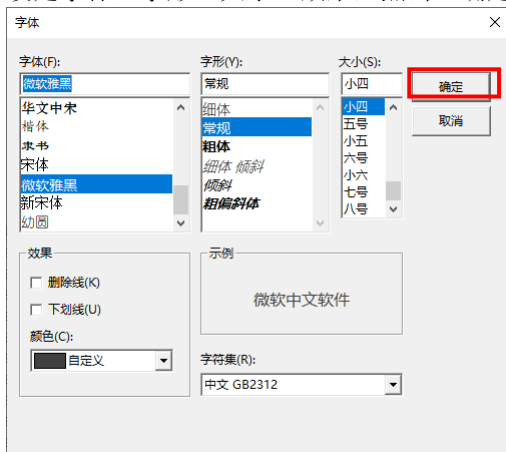 字体
字体(F):
字形(Y):
大小(S):
微软雅黑
常规
小四
确定
取消
华文中宋
楷体
隶书
宋体
微软雅黑
新宋体
幼圆
细体
常规
粗体
细体 倾斜
倾斜
粗偏斜体
小四
五号
小五
六号
小六
七号
八号
效果
删除线(K)
下划线(U)
颜色(C):
自定义
示例
微软中文软件
字符集(R):
中文 GB2312